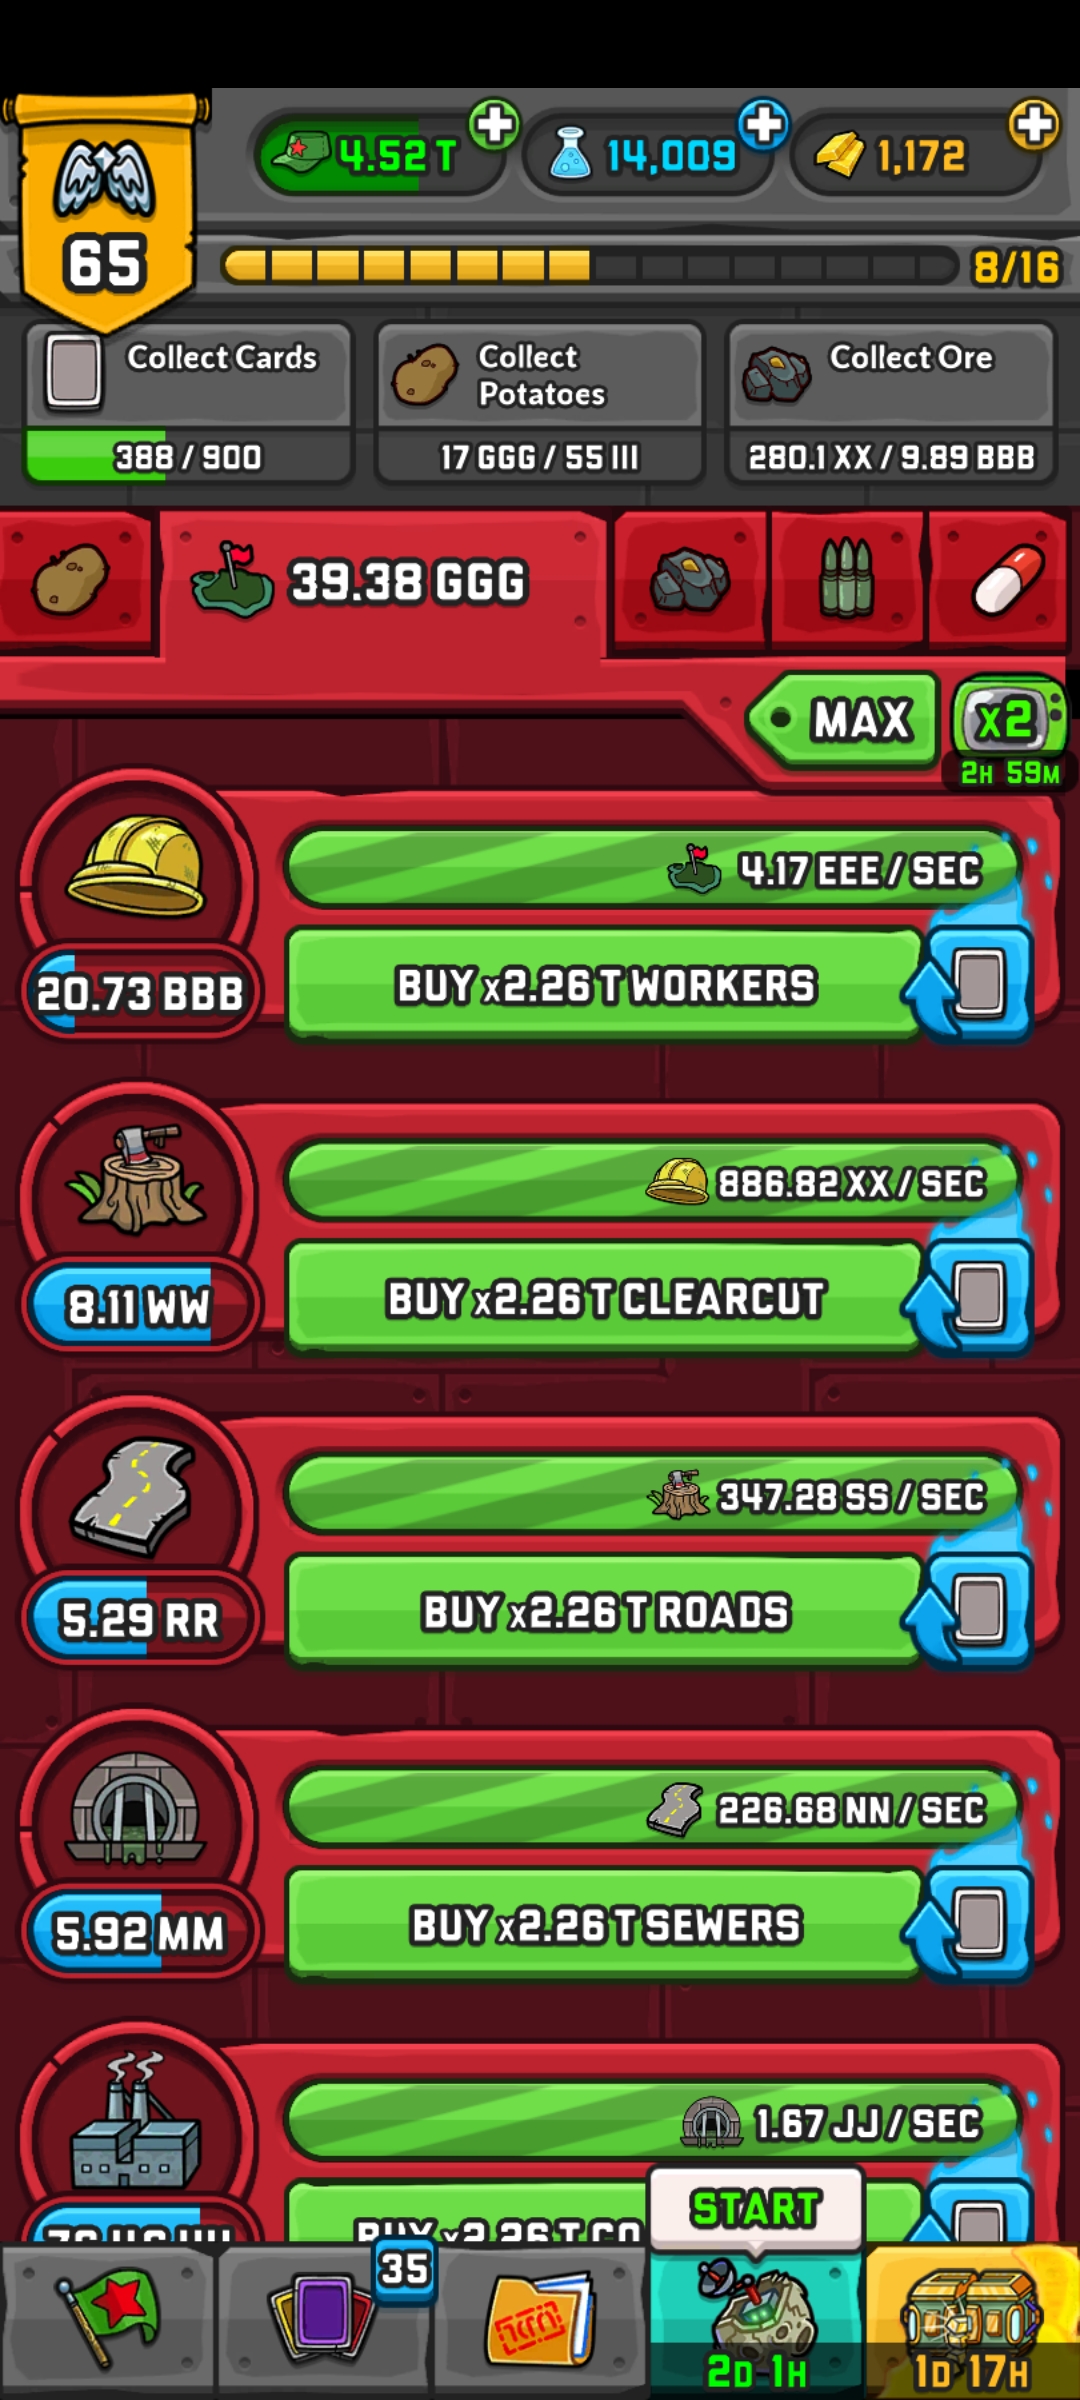 4.52 T
14,009
1,172
65
8/16
Collect Cards
Collect
Potatoes
Collect Ore
388 / 900
17 GGG / 55 III
280.1 XX / 9.89 BBB
39.38 GGG
MAX
x2
2H 59M
4.17 EEE / SEC
20.73 BBB
BUY x2.26 T WORKERS
886.82 XX / SEC
8.11 WW
BUY x2.26 T CLEARCUT
347.28 SS / SEC
5.29 RR
BUY x2.26 T ROADS
226.68 NN / SEC
5.92 MM
BUY x2.26 T SEWERS
1.67 JJ / SEC
BUY x2.26 T CO
START
35
2D 1H
1D 17H